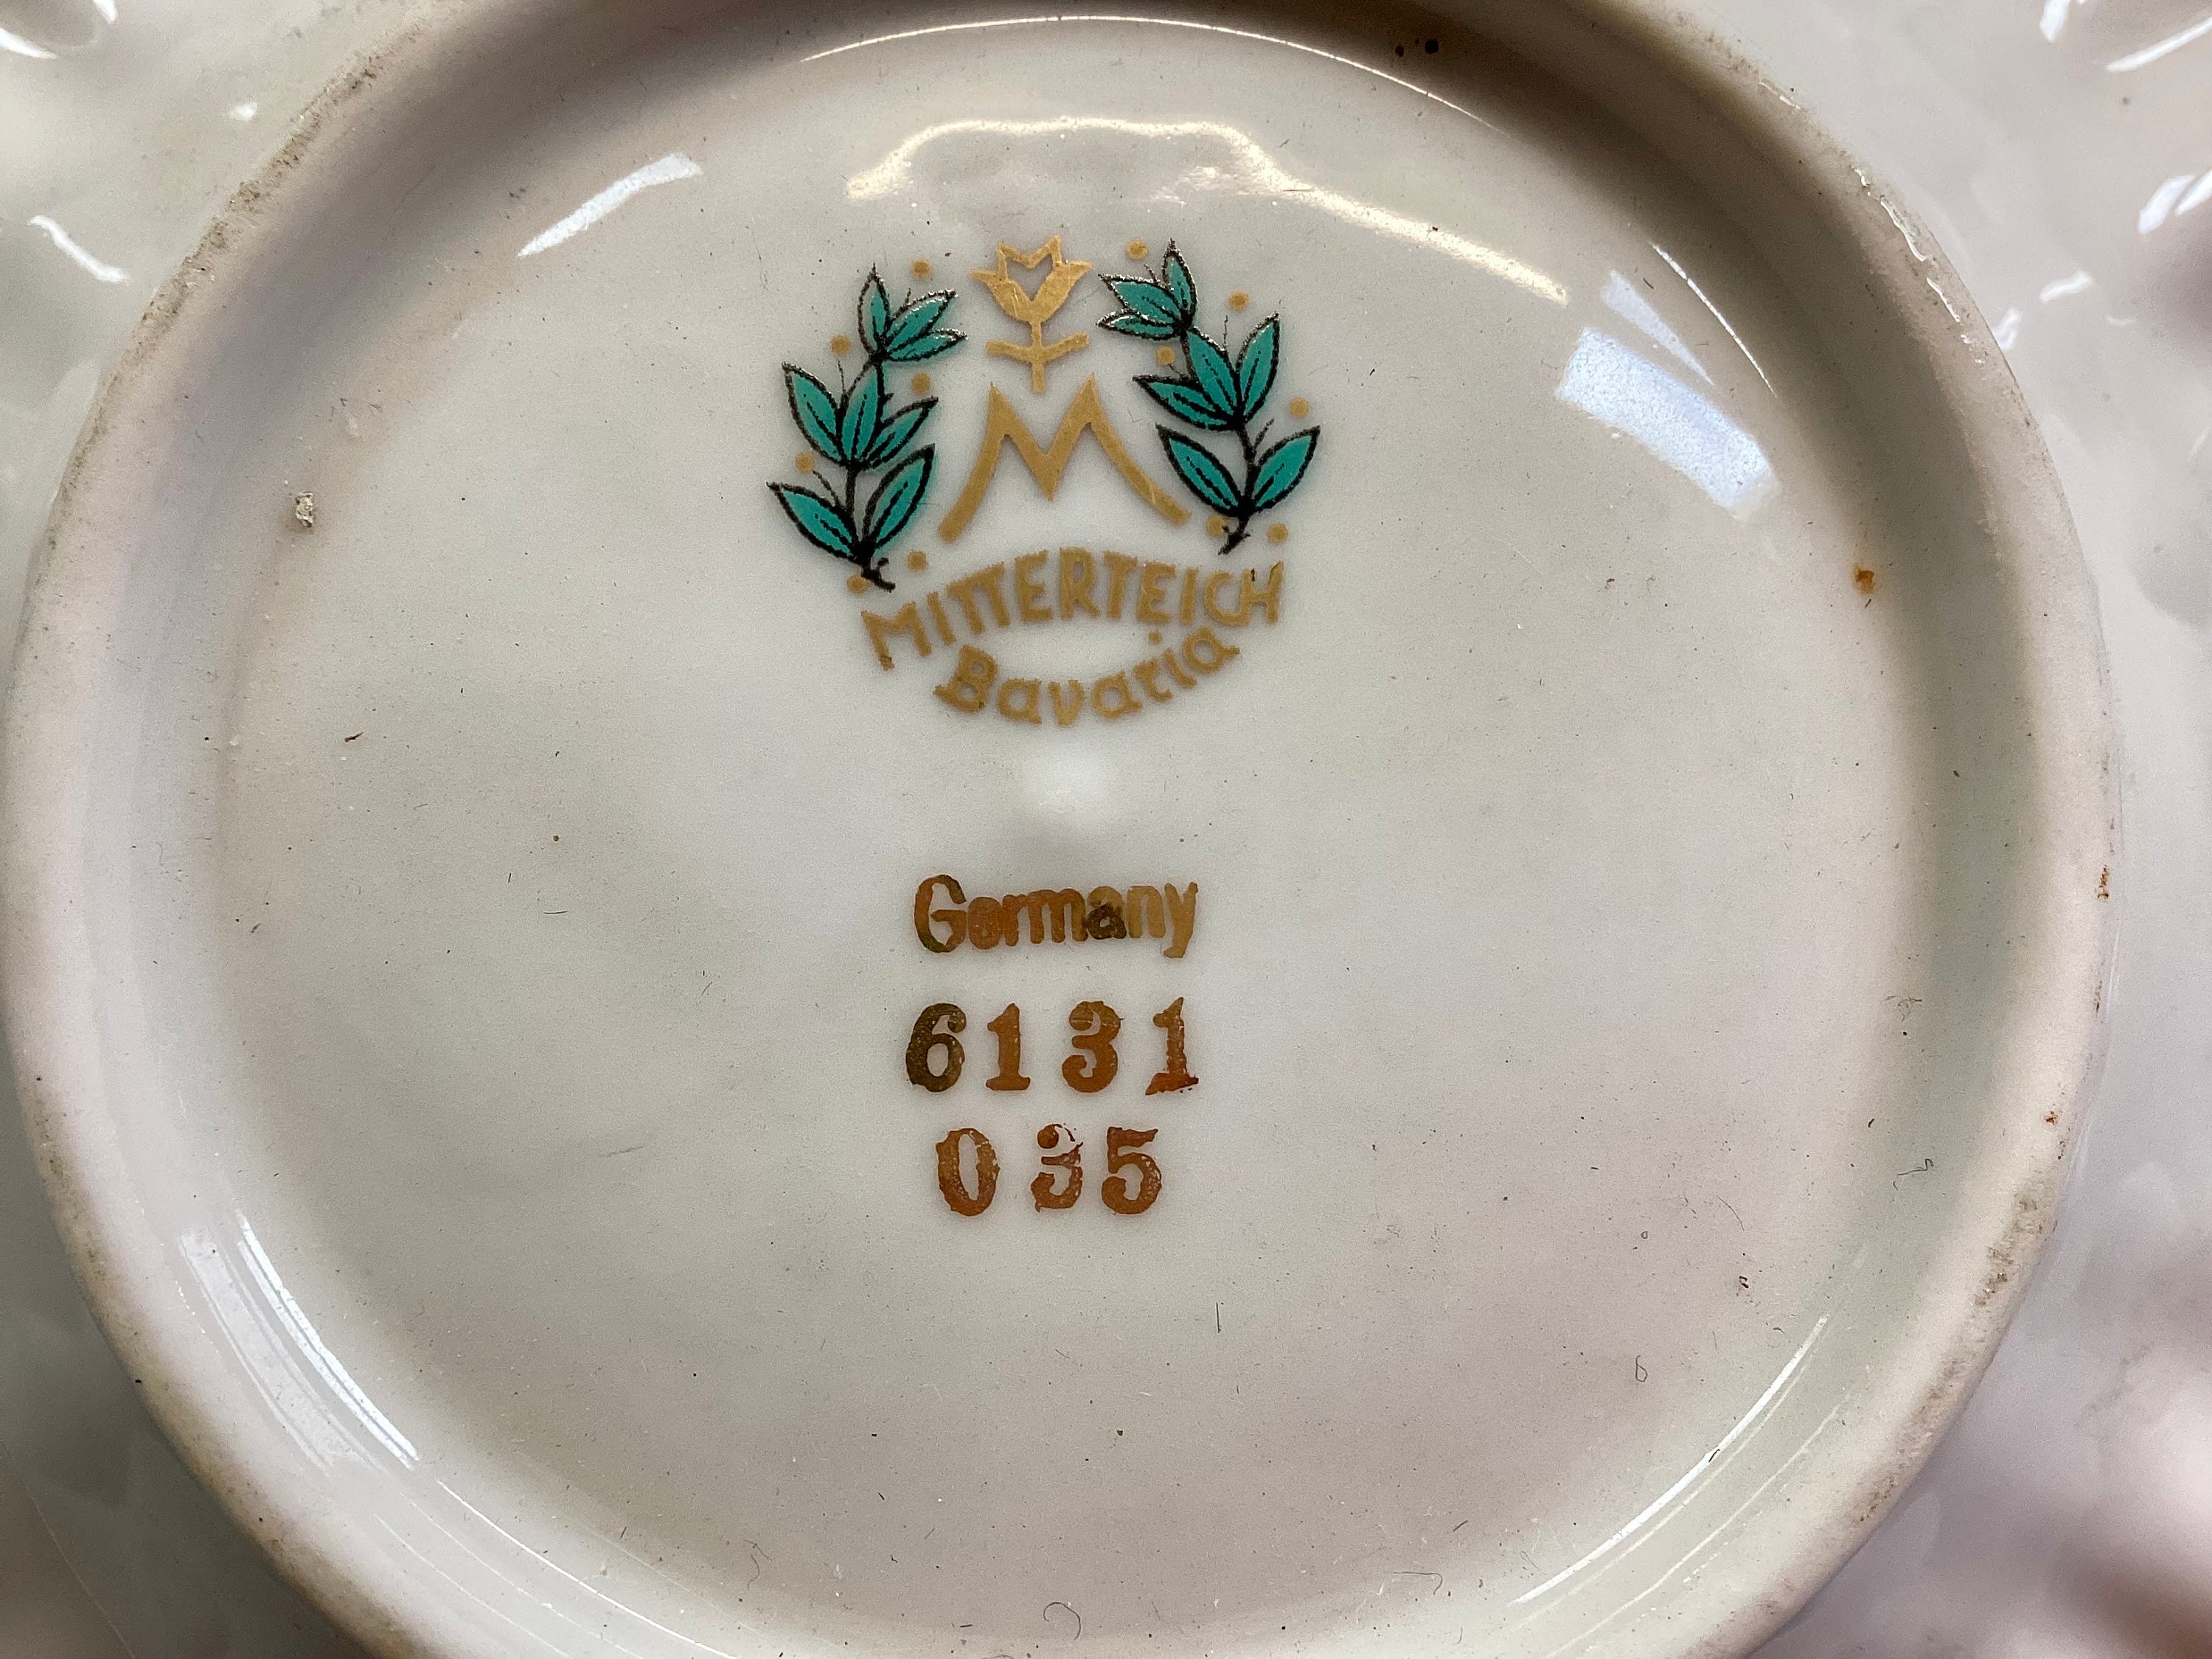 M
MITTERTEICH
Bavaria
Germany
6131
035